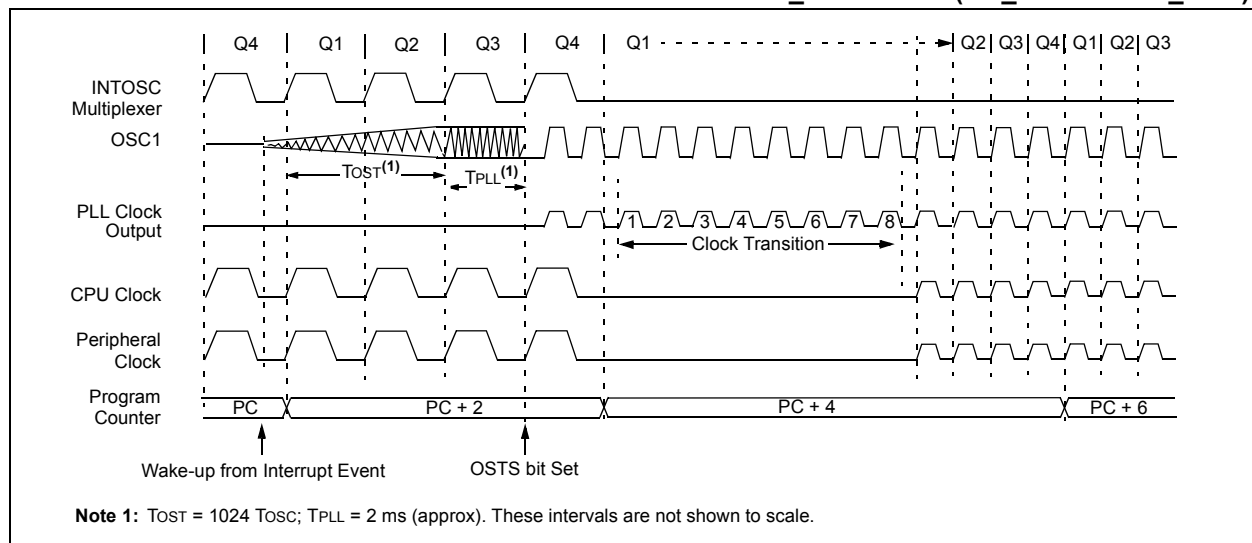 Q4 Q1 Q2 Q3 Q4 Q1 Q2 Q3 Q4 Q1 Q2 Q3
INTOSC
Multiplexer
OSC1
TOST(1)
TPLL(1)
PLL Clock
Output
1 2 3 4 5 6 7 8
Clock Transition
CPU Clock
Peripheral
Clock
Program
Counter
PC PC + 2 PC + 4 PC + 6
Wake-up from Interrupt Event
OSTS bit Set
Note 1: TOST = 1024 TOSC; TPLL = 2 ms (approx). These intervals are not shown to scale.